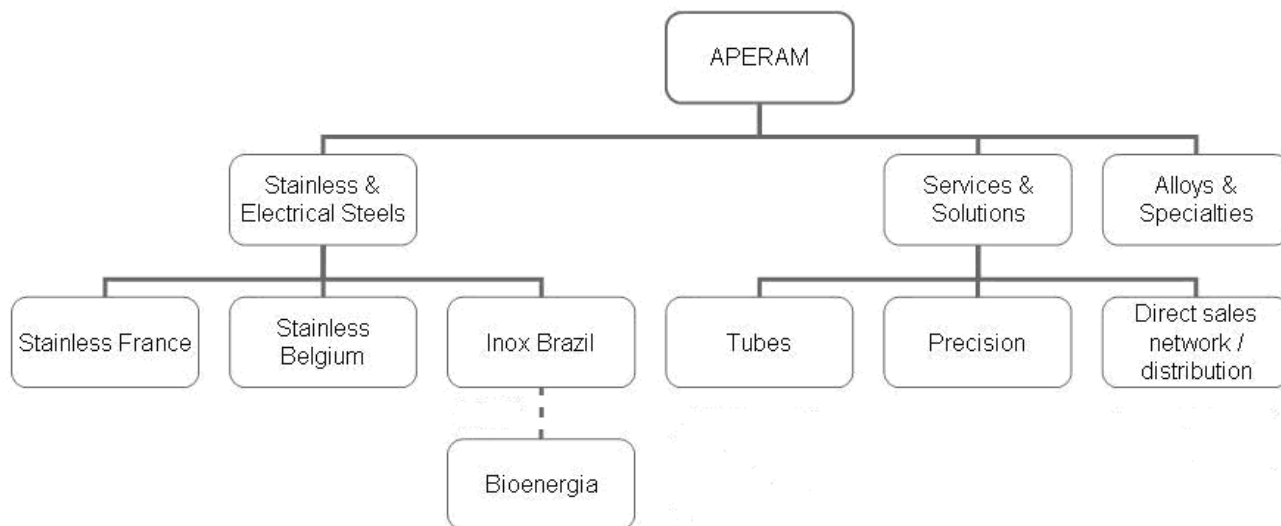 APERAM
Stainless &
Electrical Steels
Services &
Solutions
Alloys &
Specialties
Stainless France
Stainless
Belgium
Inox Brazil
Tubes
Precision
Direct sales
network /
distribution
Bioenergia